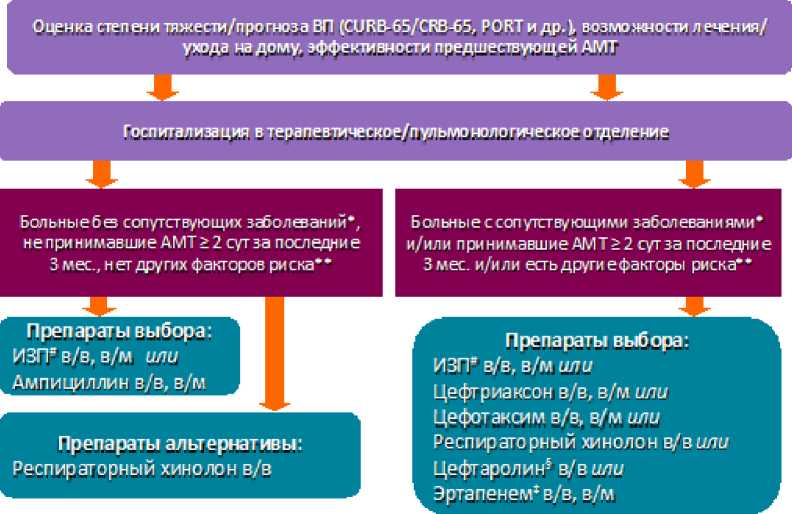 Оценка степени тяжести/прогноза ВП (CURB-65/CRB-65, PORT и др.), возможности лечения/
ухода на дому, эффективности предшествующей АМТ
Госпитализация в терапевтическое/пульмонологическое отделение
Больные без сопутствующих заболеваний*,
не принимавшие АМТ ≥ 2 сут за последние
3 мес., нет других факторов риска**
Больные с сопутствующими заболеваниями*
и/или принимавшие АМТ ≥ 2 сут за последние
3 мес. и/или есть другие факторы риска**
Препараты выбора:
ИЗП# в/в, в/м или
Ампициллин в/в, в/м
Препараты альтернативы:
Респираторный хинолон в/в
Препараты выбора:
ИЗП# в/в, в/м или
Цефтриаксон в/в, в/м или
Цефотаксим в/в, в/м или
Респираторный хинолон в/в или
Цефтаролин§ в/в или
Эртапенем‡ в/в, в/м